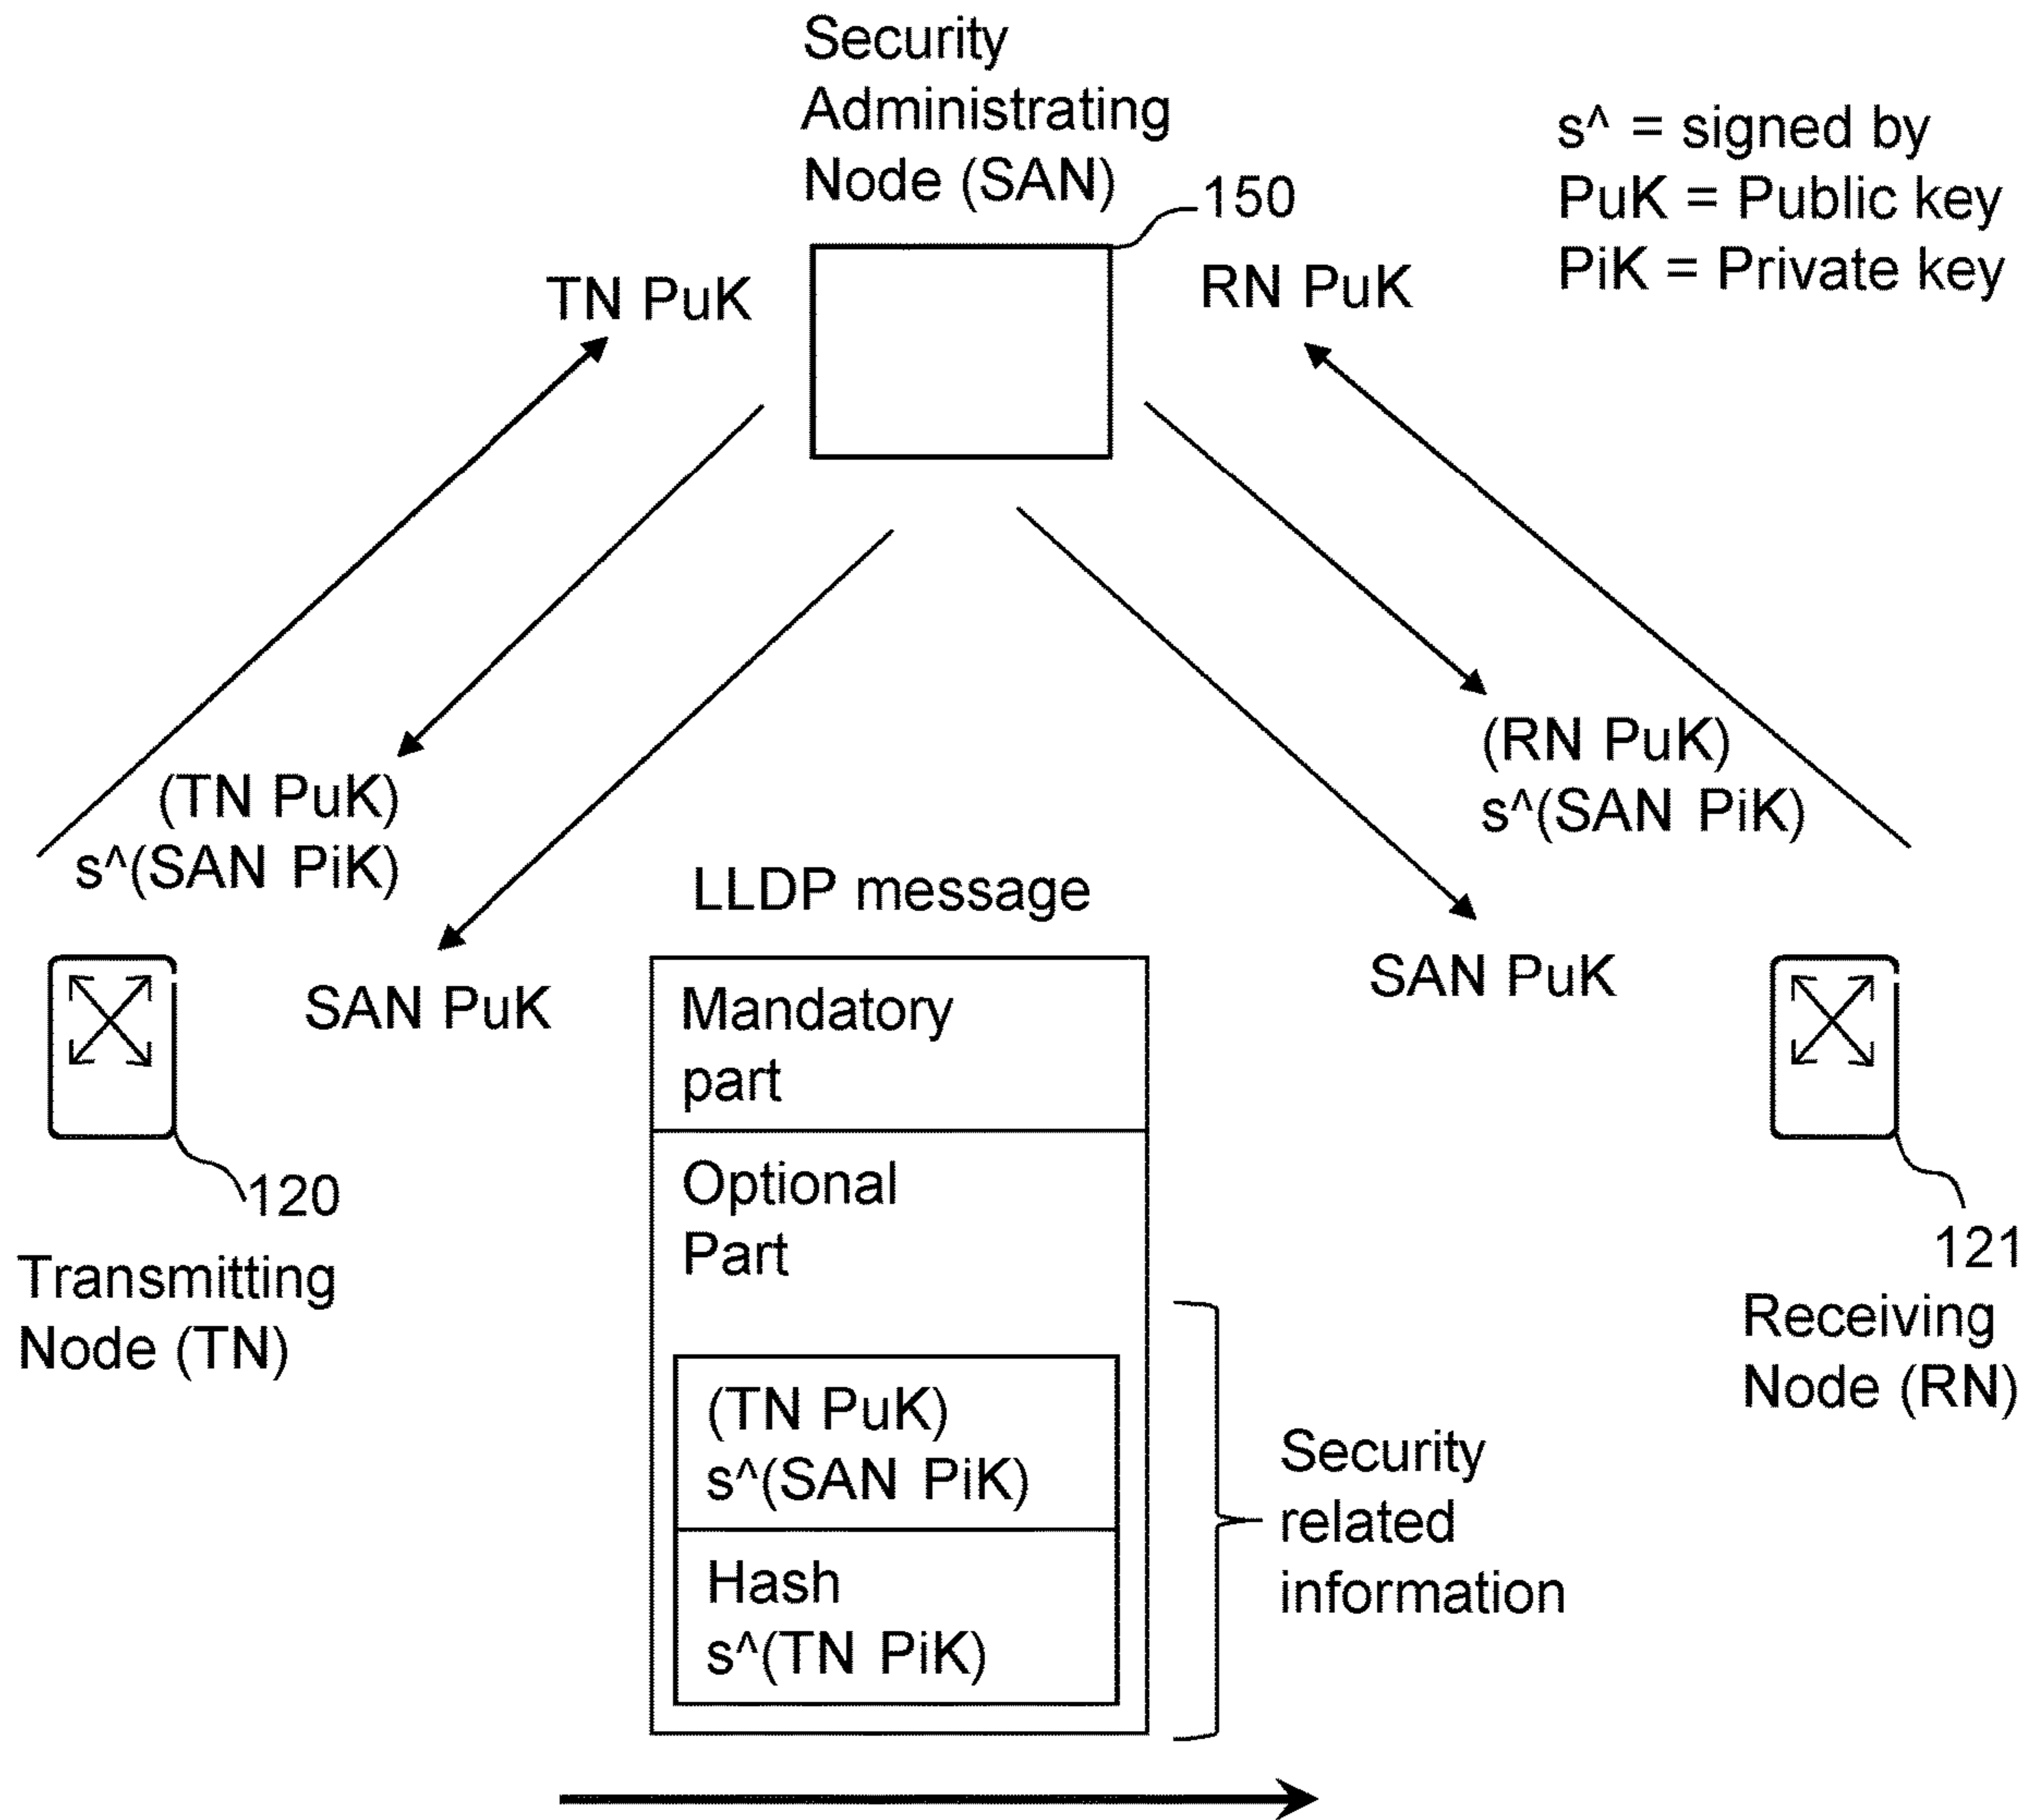 Security
Administrating
Node (SAN)
150
s^ = signed by
PuK = Public key
PiK = Private key
TN PuK
RN PuK
(TN PuK)
s^(SAN PiK)
(RN PuK)
s^(SAN PiK)
SAN PuK
SAN PuK
120
Transmitting
Node (TN)
LLDP message
Mandatory
part
Optional
Part
(TN PuK)
s^(SAN PiK)
Hash
s^(TN PiK)
Security
related
information
121
Receiving
Node (RN)